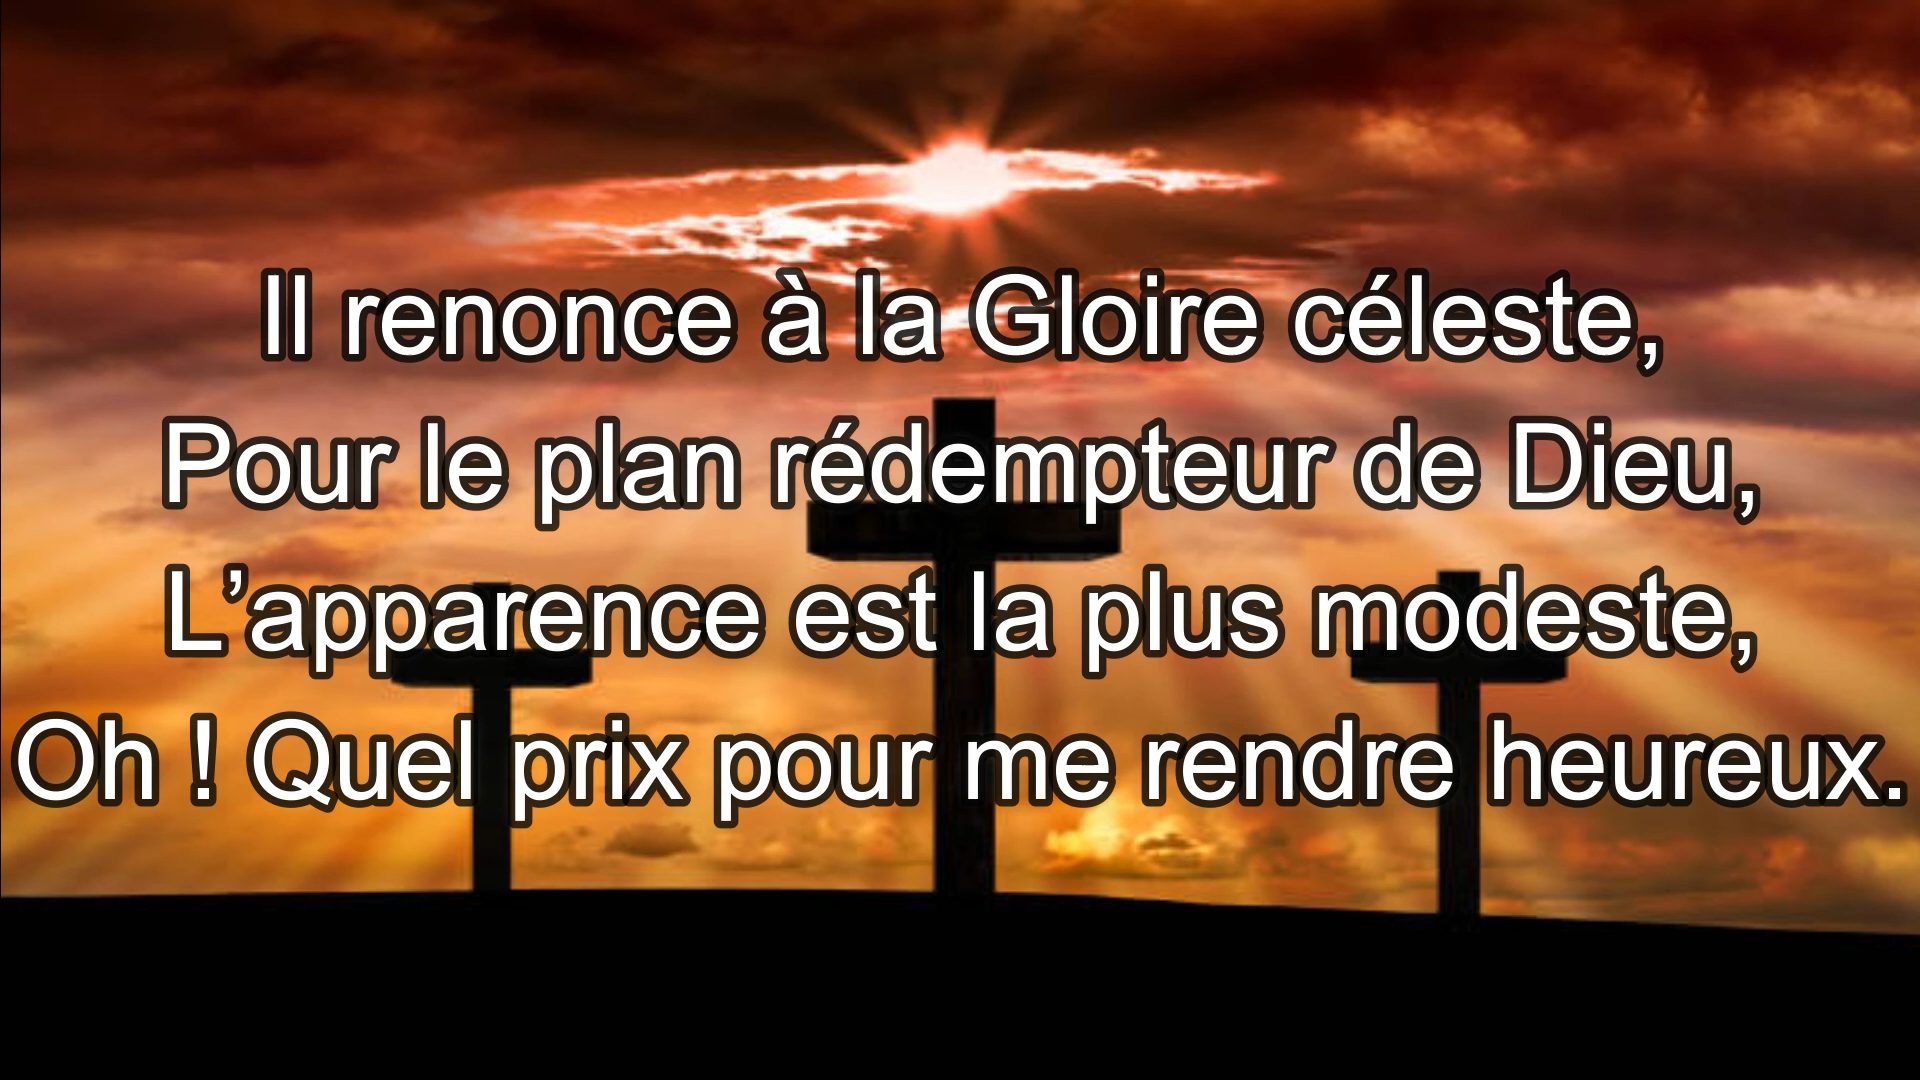 Il renonce à la Gloire céleste,
Pour le plan rédempteur de Dieu,
L’apparence est la plus modeste,
Oh ! Quel prix pour me rendre heureux.